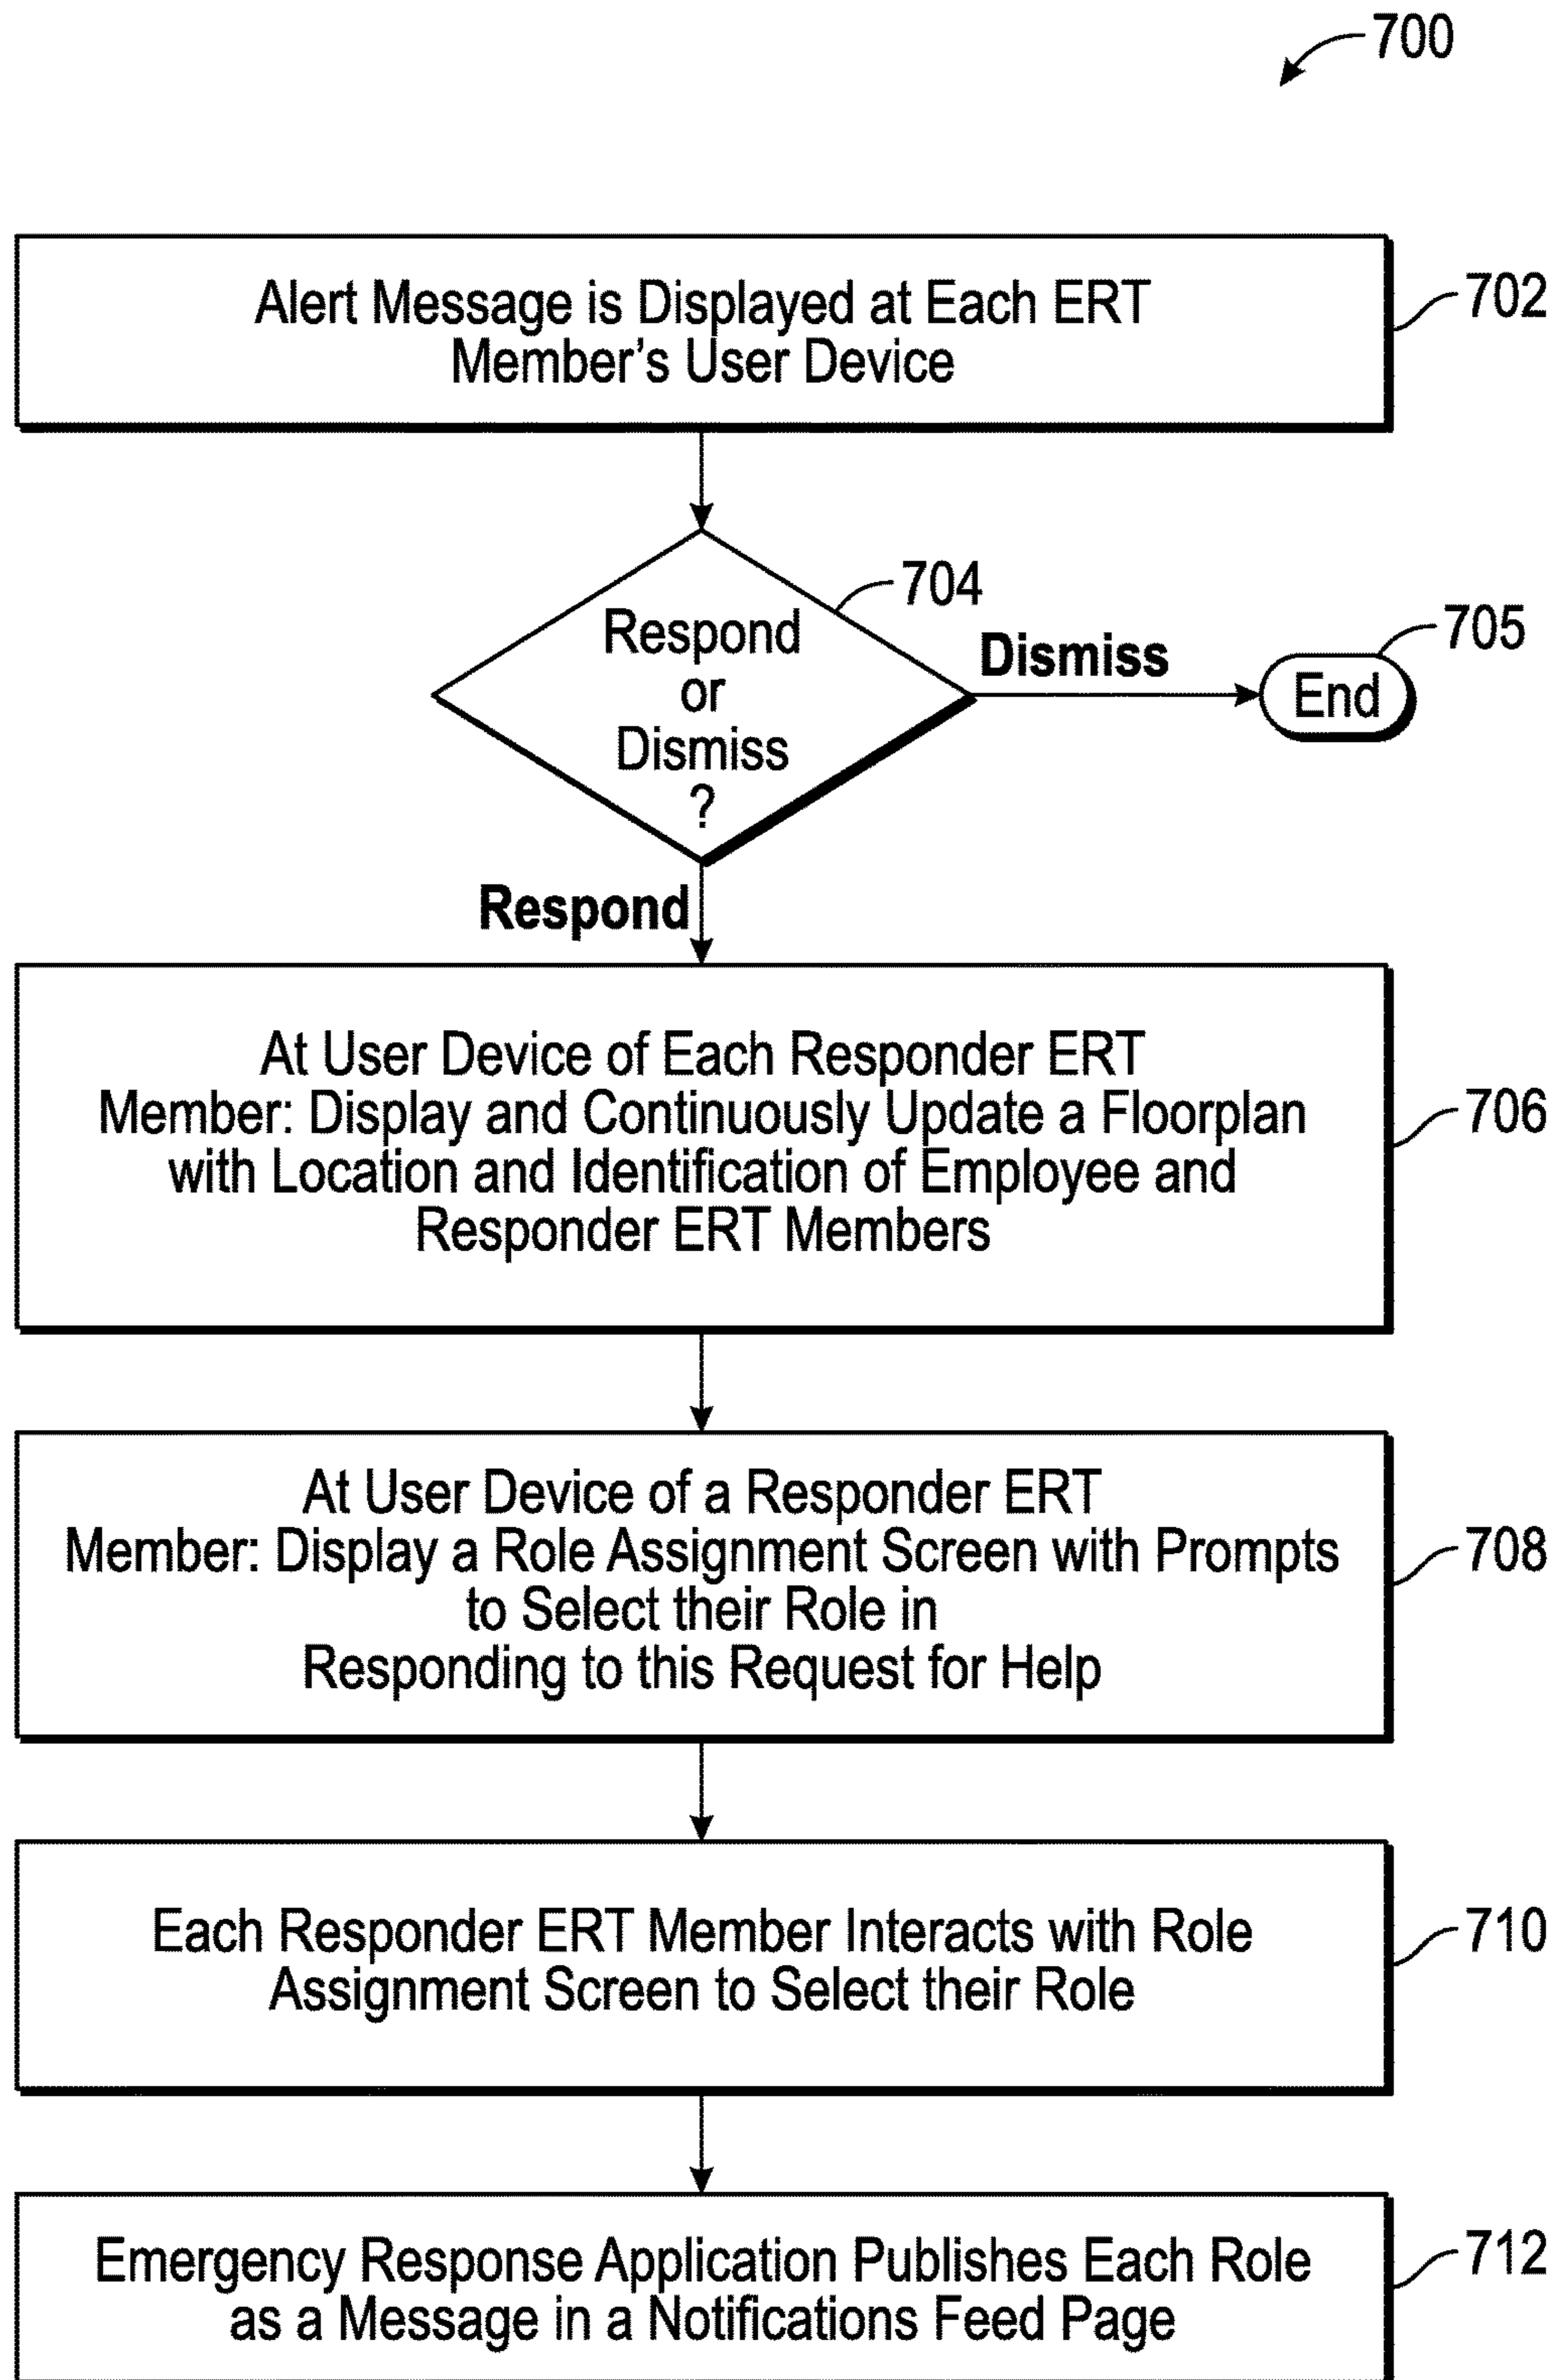 700
Alert Message is Displayed at Each ERT
Member's User Device
702
704
Respond
or
Dismiss
?
Dismiss
705
End
Respond
At User Device of Each Responder ERT
Member: Display and Continuously Update a Floorplan
with Location and Identification of Employee and
Responder ERT Members
706
At User Device of a Responder ERT
Member: Display a Role Assignment Screen with Prompts
to Select their Role in
Responding to this Request for Help
708
Each Responder ERT Member Interacts with Role
Assignment Screen to Select their Role
710
Emergency Response Application Publishes Each Role
as a Message in a Notifications Feed Page
712